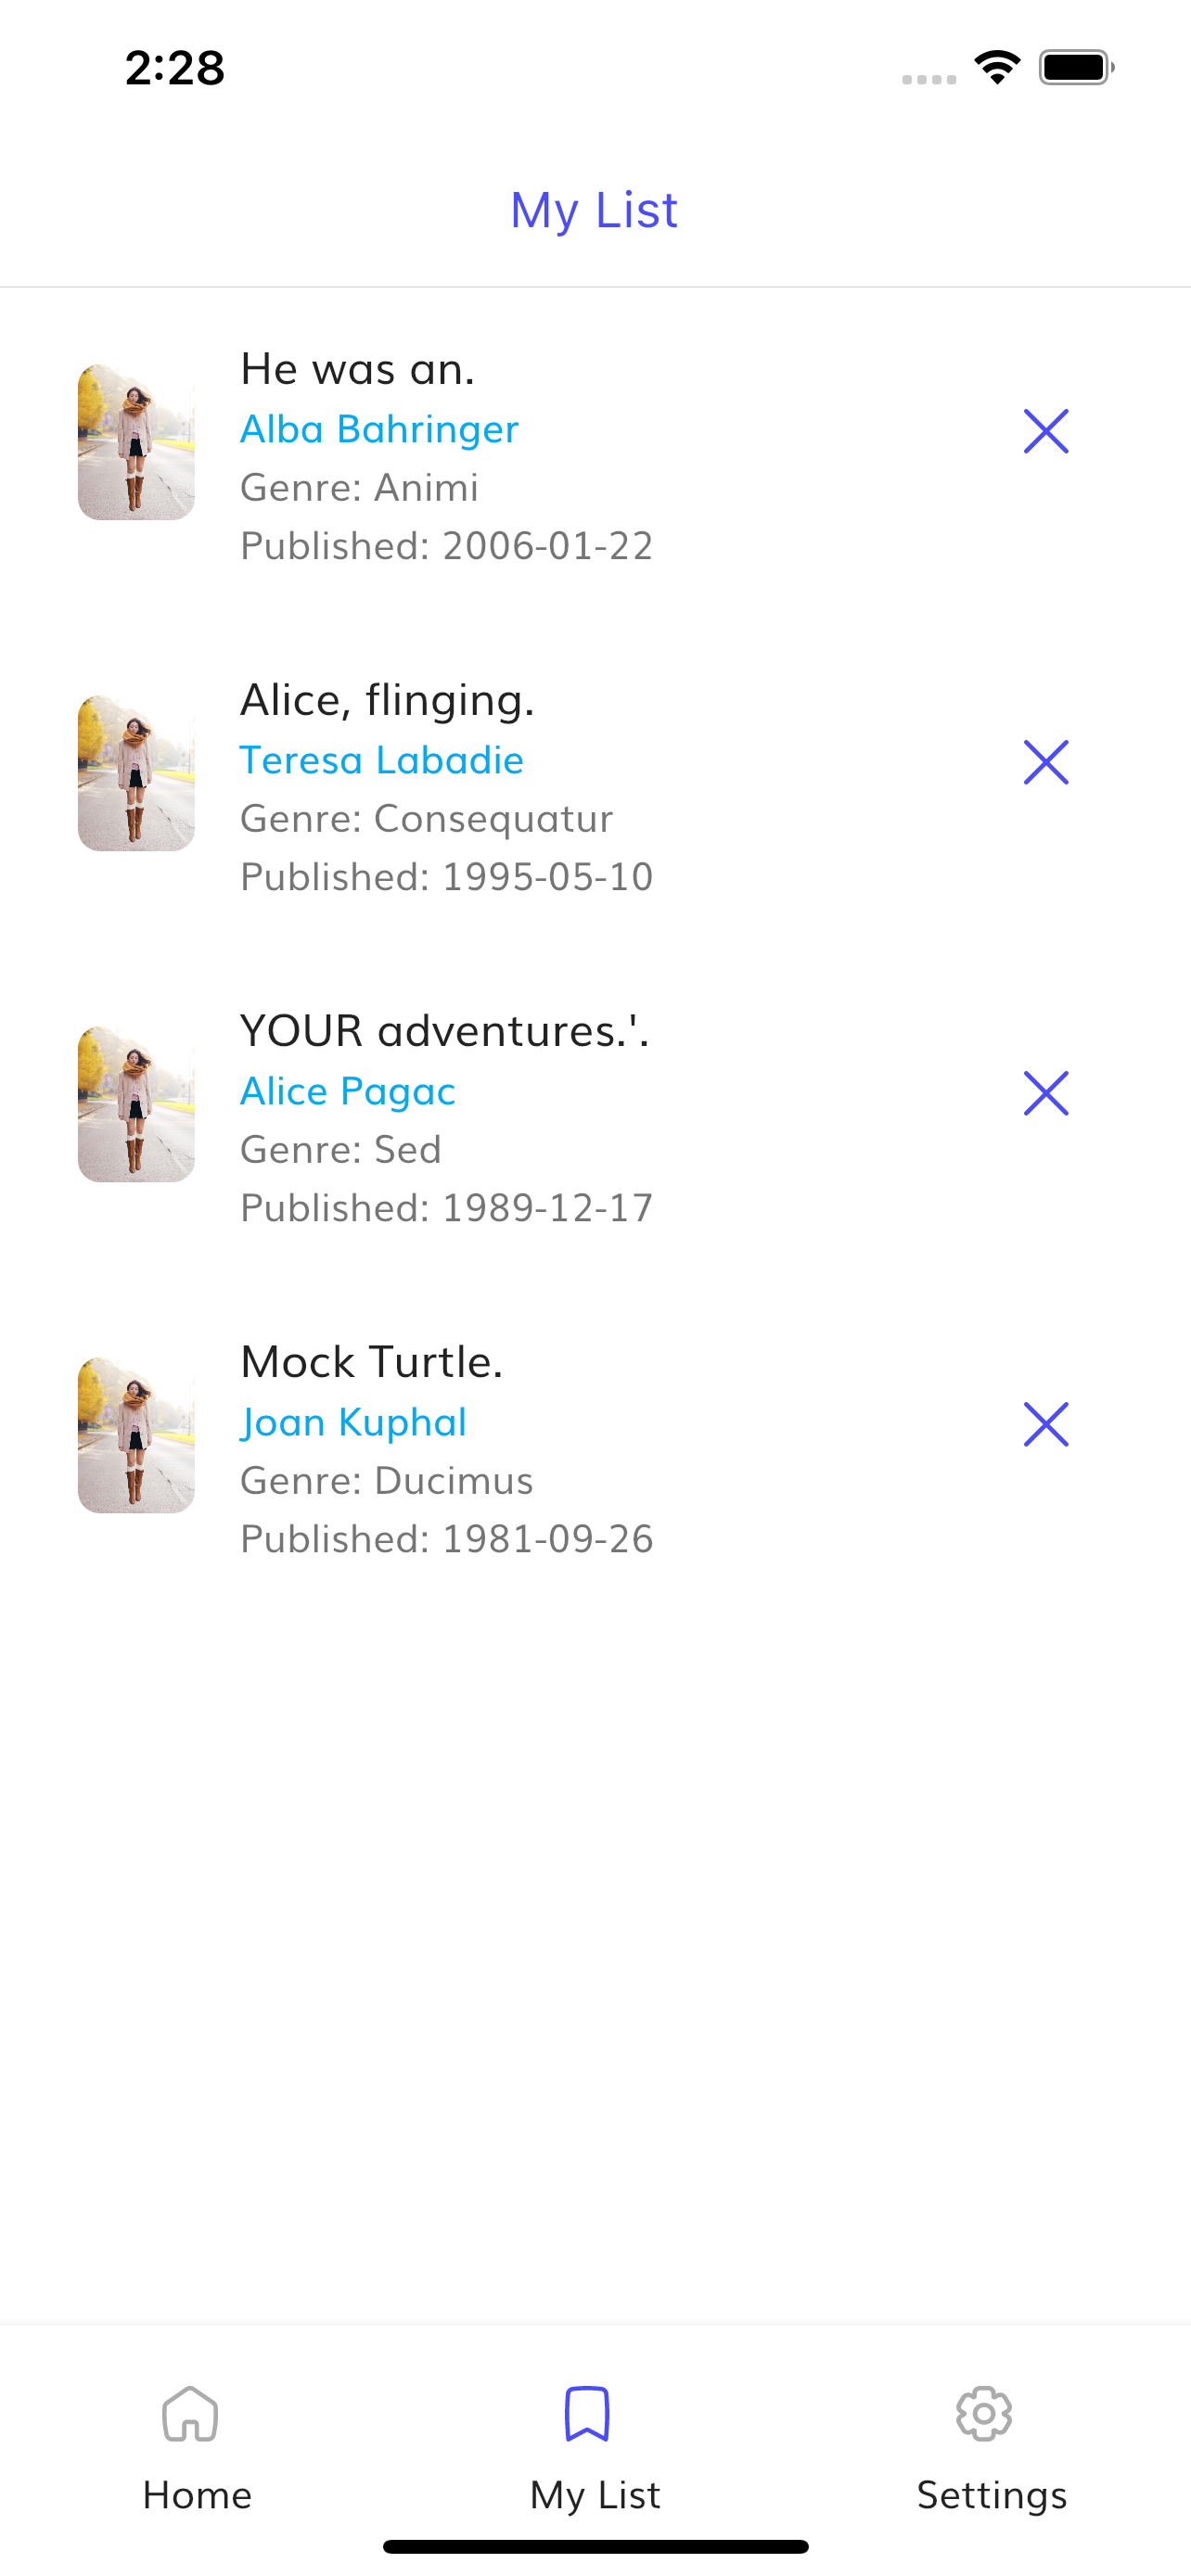 2:28
My List
He was an.
Alba Bahringer
Genre: Animi
Published: 2006-01-22
Alice, flinging.
Teresa Labadie
Genre: Consequatur
Published: 1995-05-10
YOUR adventures.'.
Alice Pagac
Genre: Sed
Published: 1989-12-17
Mock Turtle.
Joan Kuphal
Genre: Ducimus
Published: 1981-09-26
Home
My List
Settings